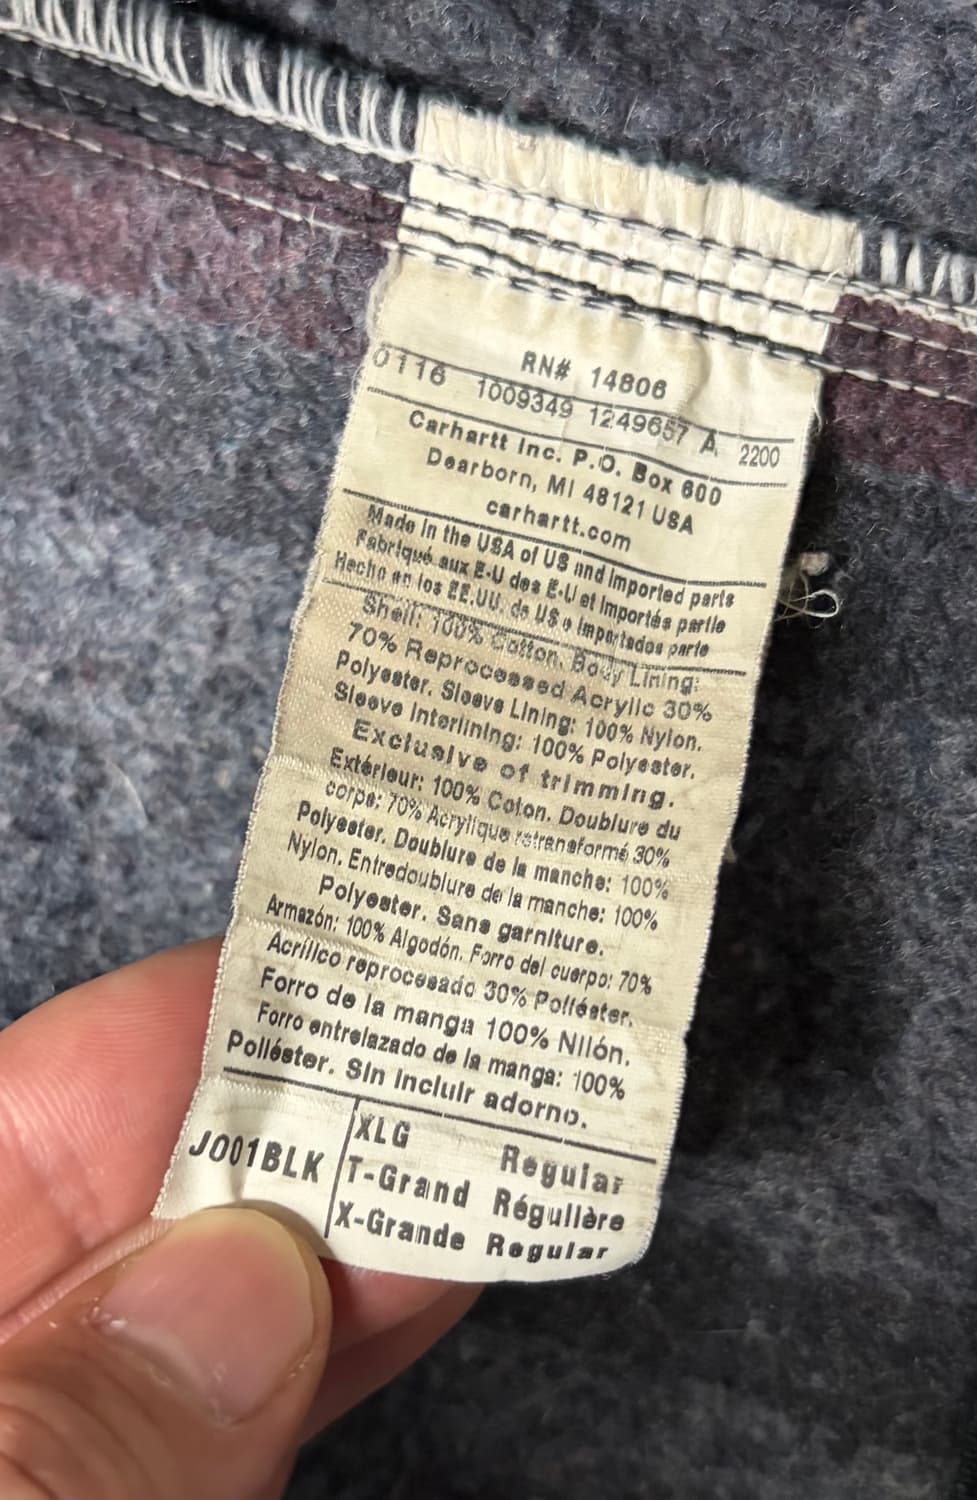 RN# 14806
0116 1009349 1249657 A 2200
Carhartt Inc. P.O. Box 600
Dearborn, MI 48121 USA
carhartt.com
Made in the USA of US and imported parts
Fabriqué aux E-U des E-U et importés partie
Hecho en los EE.UU. de US e importados parte
Shell: 100% Cotton. Body Lining:
70% Reprocessed Acrylic 30%
Polyester. Sleeve Lining: 100% Nylon.
Sleeve Interlining: 100% Polyester.
Exclusive of trimming.
Extérieur: 100% Coton. Doublure du
corps: 70% Acrylique retransformé 30%
Polyester. Doublure de la manche: 100%
Nylon. Entredoublure de la manche: 100%
Polyester. Sans garniture.
Armazón: 100% Algodón. Forro del cuerpo: 70%
Acrílico reprocesado 30% Poliéster.
Forro de la manga 100% Nilón.
Forro entrelazado de la manga: 100%
Poliéster. Sin incluir adorno.
J001BLK
XLG Regular
T-Grand Régulière
X-Grande Regular